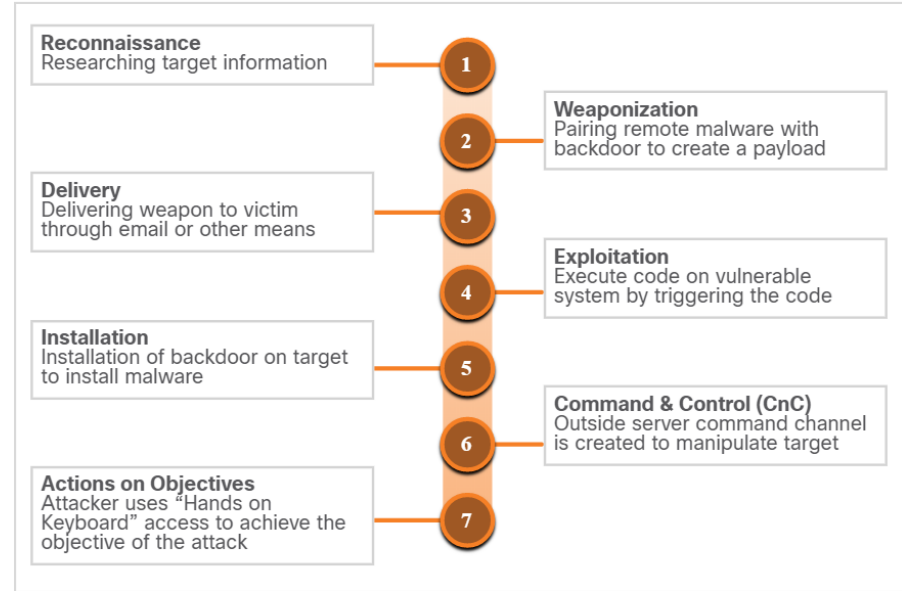 Reconnaissance
Researching target information
1
Weaponization
Pairing remote malware with
backdoor to create a payload
2
Delivery
Delivering weapon to victim
through email or other means
3
Exploitation
Execute code on vulnerable
system by triggering the code
4
Installation
Installation of backdoor on target
to install malware
5
Command & Control (CnC)
Outside server command channel
is created to manipulate target
6
Actions on Objectives
Attacker uses “Hands on
Keyboard” access to achieve the
objective of the attack
7